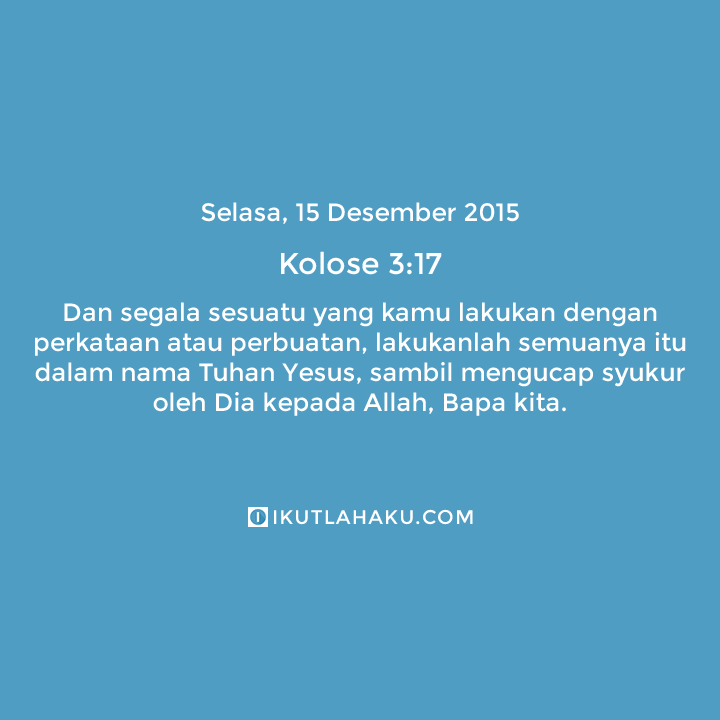 Selasa, 15 Desember 2015
Kolose 3:17
Dan segala sesuatu yang kamu lakukan dengan
perkataan atau perbuatan, lakukanlah semuanya itu
dalam nama Tuhan Yesus, sambil mengucap syukur
oleh Dia kepada Allah, Bapa kita.
IKUTLAHAKU.COM